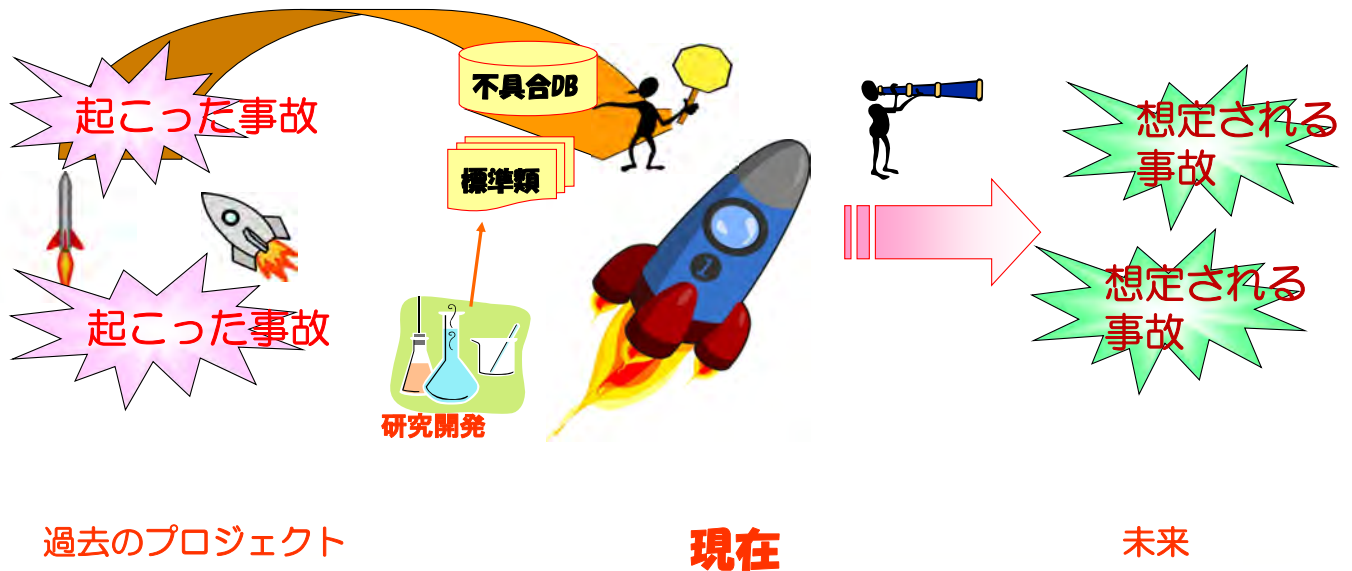 起こった事故
不具合DB
標準類
想定される
事故
起こった事故
想定される
事故
1
研究開発
過去のプロジェクト
現在
未来